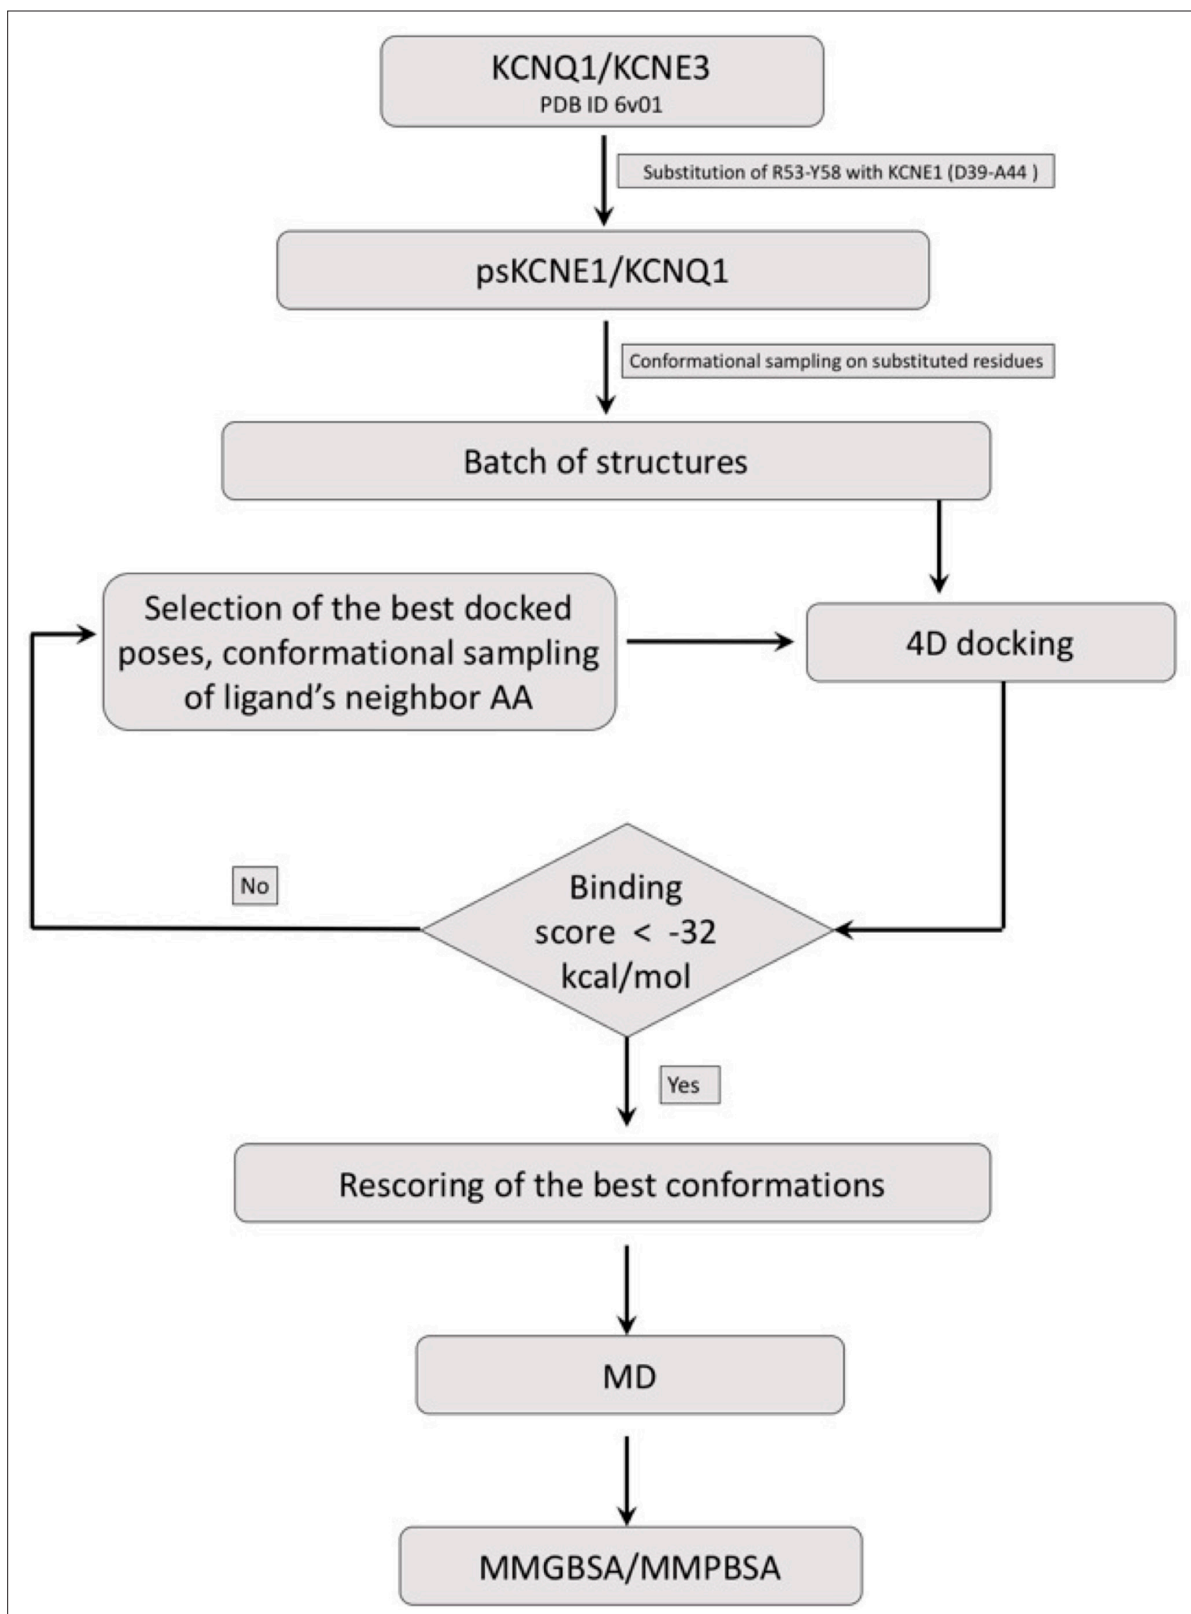 KCNQ1/KCNE3
PDB ID 6v01
Substitution of R53-Y58 with KCNE1 (D39-A44 )
psKCNE1/KCNQ1
Conformational sampling on substituted residues
Batch of structures
Selection of the best docked
poses, conformational sampling
of ligand's neighbor AA
4D docking
No
Binding
score < -32
kcal/mol
Yes
Rescoring of the best conformations
MD
MMGBSA/MMPBSA